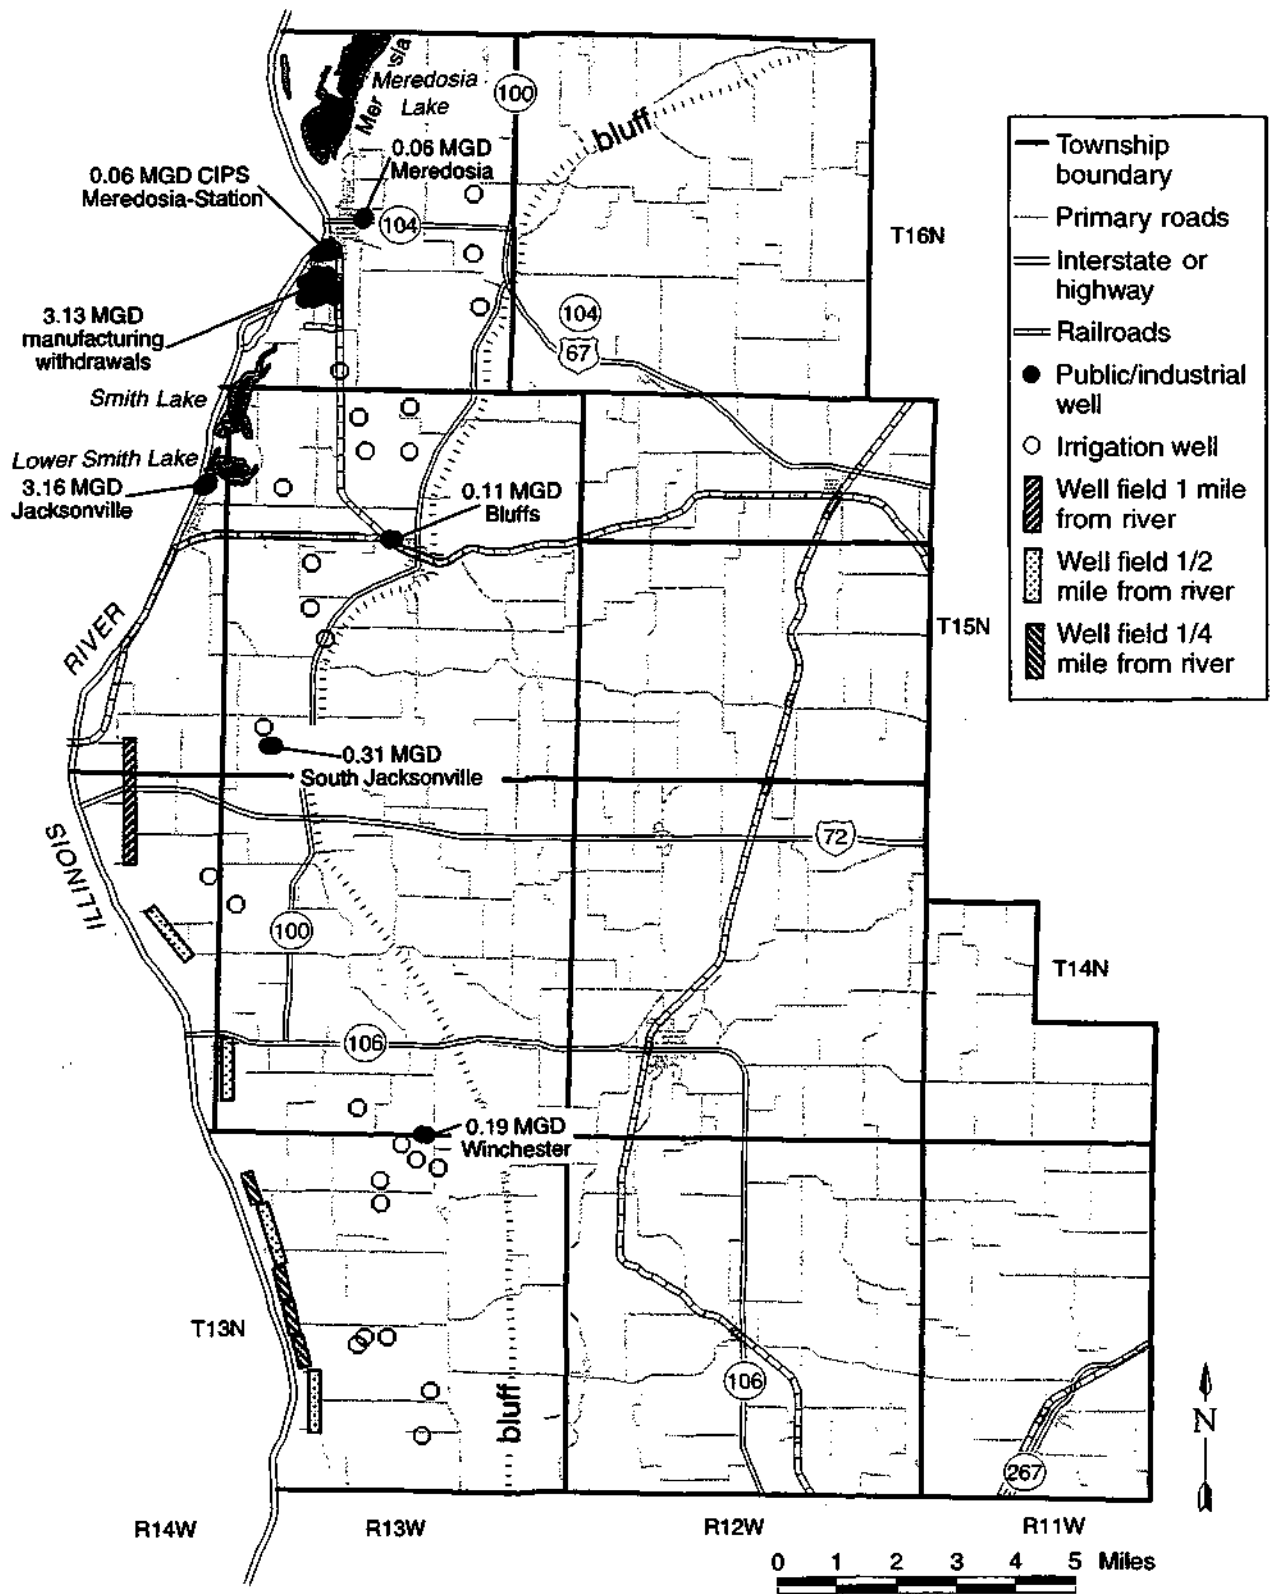 Meredosia
Lake
100
bluff
0.06 MGD
Meredosia
0.06 MGD CIPS
Meredosia-Station
104
T16N
3.13 MGD
manufacturing
withdrawals
104
67
Smith Lake
Lower Smith Lake
3.16 MGD
Jacksonville
0.11 MGD
Bluffs
RIVER
T15N
0.31 MGD
South Jacksonville
72
ILLINOIS
100
T14N
106
0.19 MGD
Winchester
T13N
bluff
106
267
N
R14W
R13W
R12W
R11W
0 1 2 3 4 5 Miles
Township
boundary
Primary roads
Interstate or
highway
Railroads
Public/industrial
well
Irrigation well
Well field 1 mile
from river
Well field 1/2
mile from river
Well field 1/4
mile from river